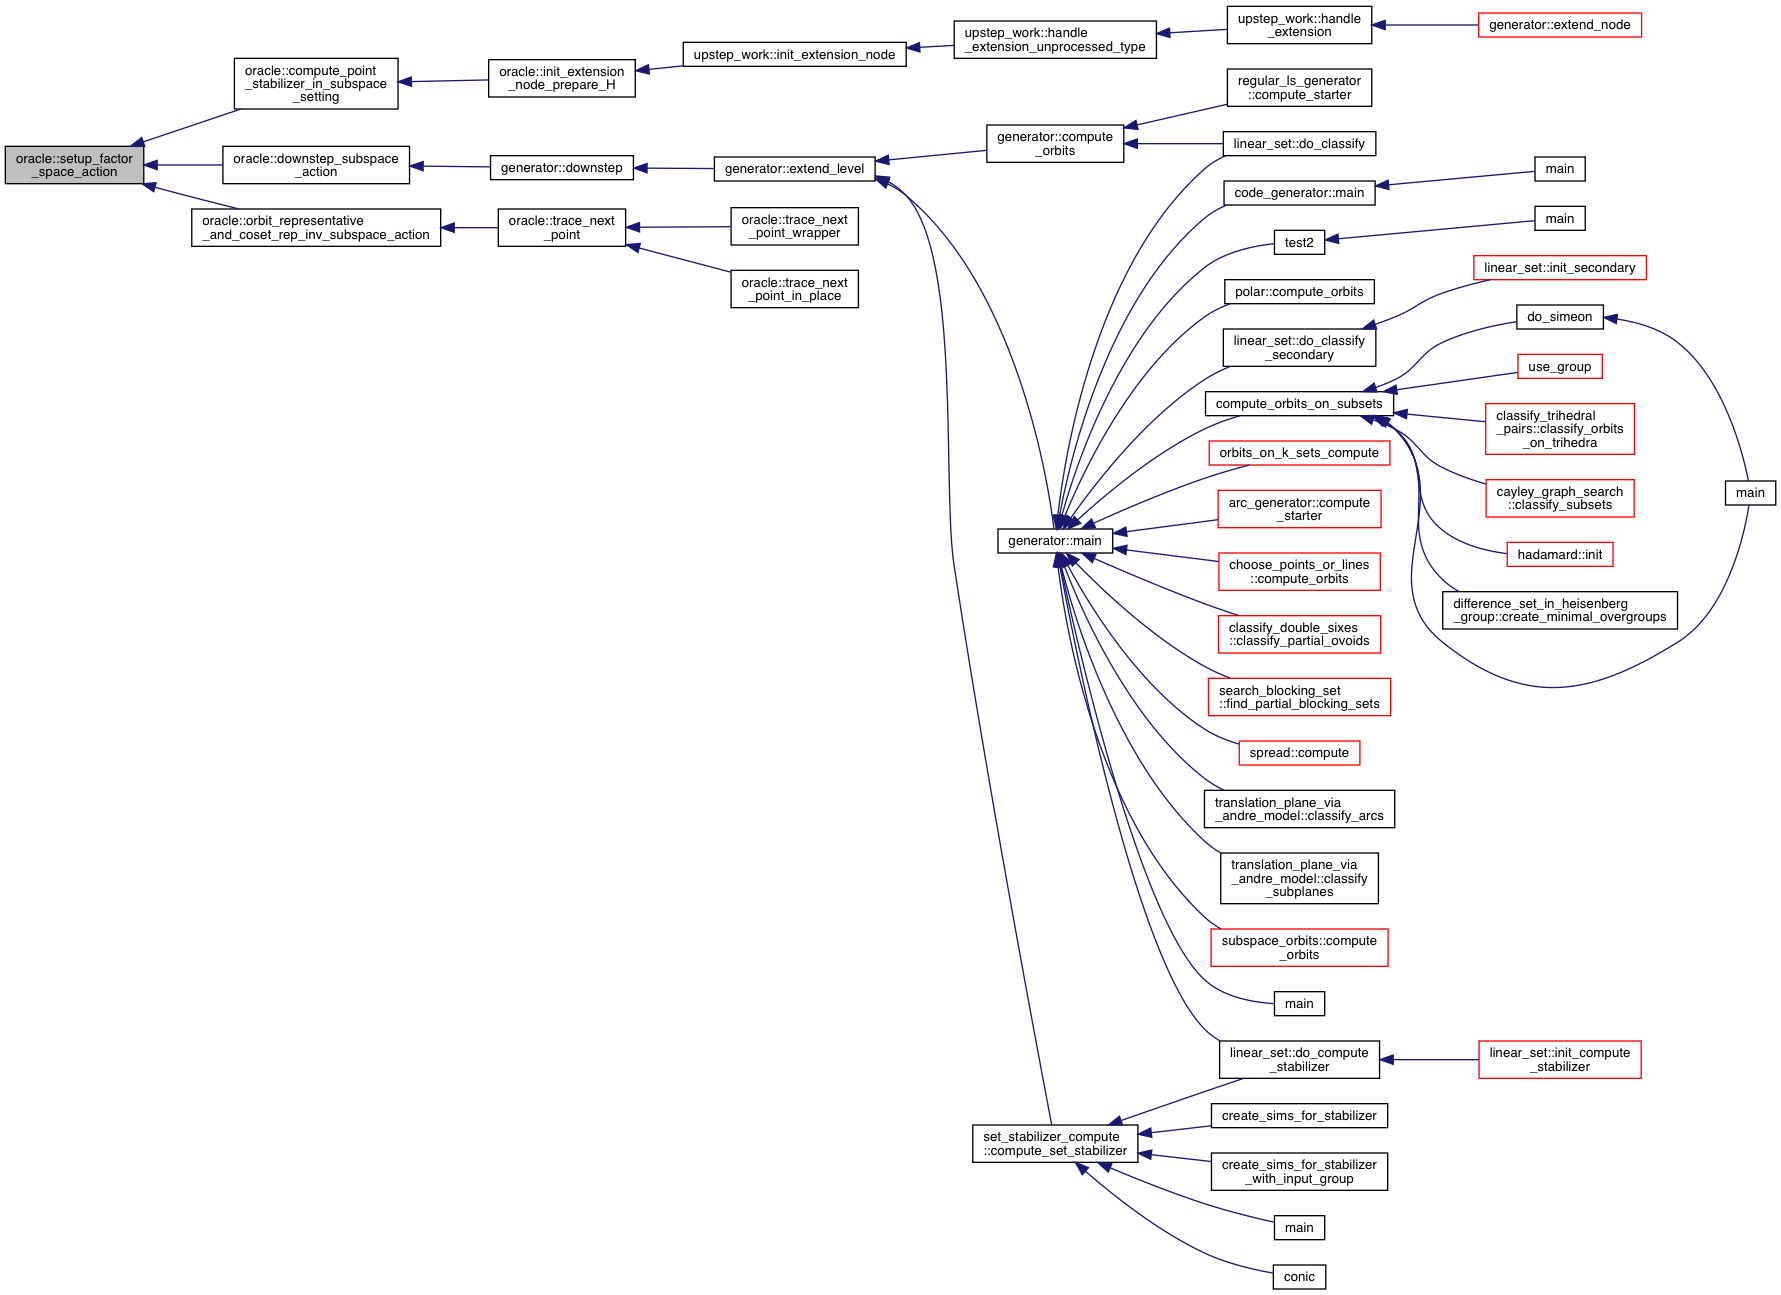 oracle::setup_factor
_space_action
oracle::compute_point
_stabilizer_in_subspace
_setting
oracle::init_extension
_node_prepare_H
upstep_work::init_extension_node
upstep_work::handle
_extension_unprocessed_type
upstep_work::handle
_extension
generator::extend_node
oracle::downstep_subspace
_action
generator::downstep
generator::extend_level
generator::compute
_orbits
regular_ls_generator
::compute_starter
linear_set::do_classify
oracle::orbit_representative
_and_coset_rep_inv_subspace_action
oracle::trace_next
_point
oracle::trace_next
_point_wrapper
oracle::trace_next
_point_in_place
generator::main
code_generator::main
main
test2
main
polar::compute_orbits
linear_set::do_classify
_secondary
linear_set::init_secondary
compute_orbits_on_subsets
do_simeon
use_group
classify_trihedral
_pairs::classify_orbits
_on_trihedra
cayley_graph_search
::classify_subsets
hadamard::init
difference_set_in_heisenberg
_group::create_minimal_overgroups
main
orbits_on_k_sets_compute
arc_generator::compute
_starter
choose_points_or_lines
::compute_orbits
classify_double_sixes
::classify_partial_ovoids
search_blocking_set
::find_partial_blocking_sets
spread::compute
translation_plane_via
_andre_model::classify_arcs
translation_plane_via
_andre_model::classify
_subplanes
subspace_orbits::compute
_orbits
main
linear_set::do_compute
_stabilizer
linear_set::init_compute
_stabilizer
set_stabilizer_compute
::compute_set_stabilizer
create_sims_for_stabilizer
create_sims_for_stabilizer
_with_input_group
main
conic